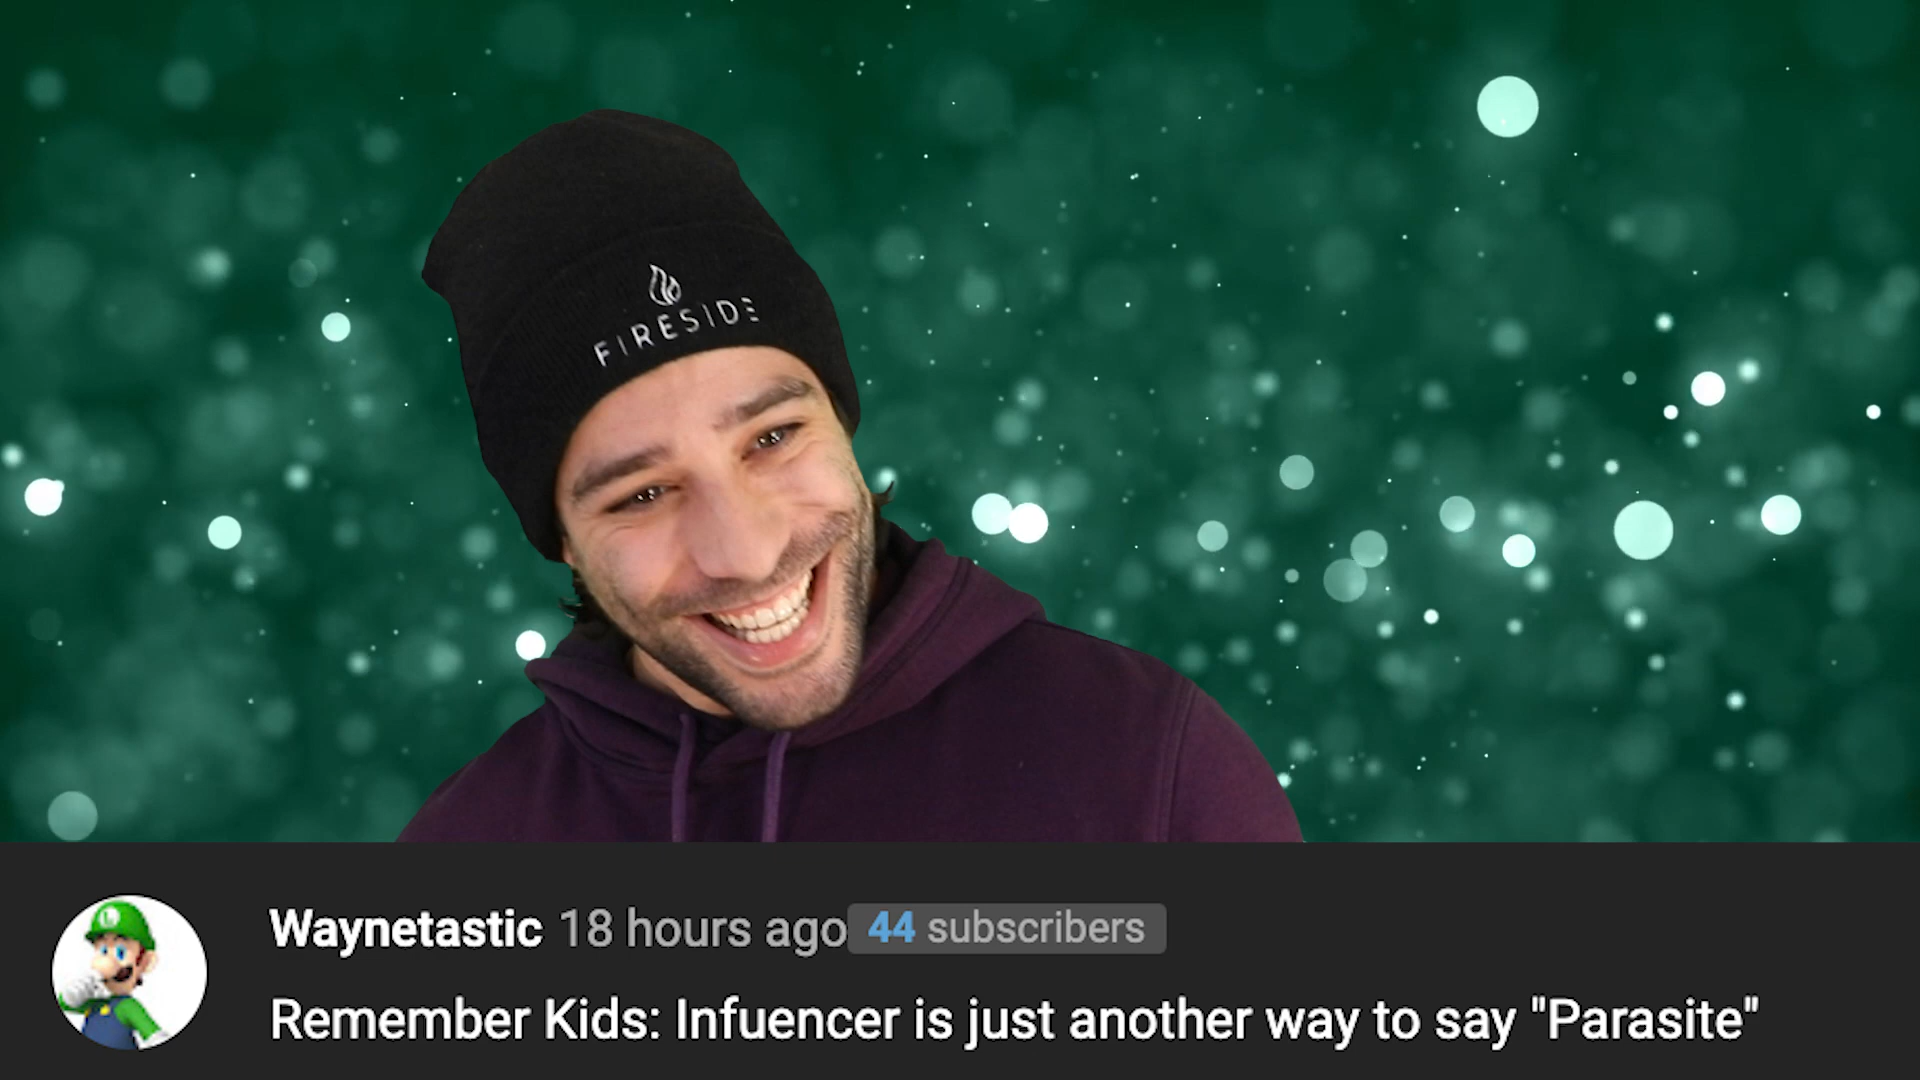 FIRESIDE
Waynetastic 18 hours ago 44 subscribers
Remember Kids: Infuencer is just another way to say "Parasite"